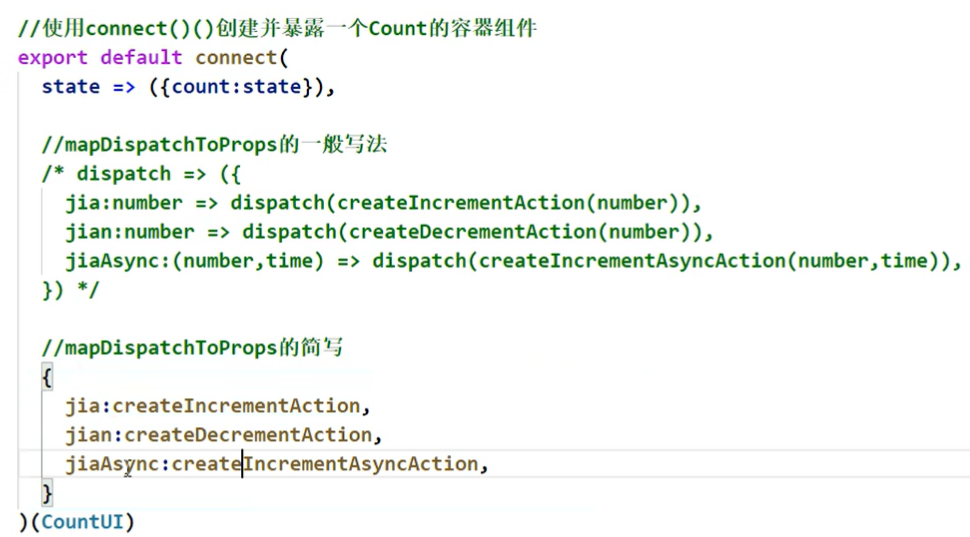 //使用connect()()创建并暴露一个Count的容器组件
export default connect(
state => ({count:state}),
//mapDispatchToProps的一般写法
/* dispatch => ({
jia:number => dispatch(createIncrementAction(number)),
jian:number => dispatch(createDecrementAction(number)),
jiaAsync:(number,time) => dispatch(createIncrementAsyncAction(number,time)),
}) */
//mapDispatchToProps的简写
{
jia:createIncrementAction,
jian:createDecrementAction,
jiaAsync:createIncrementAsyncAction,
}
)(CountUI)